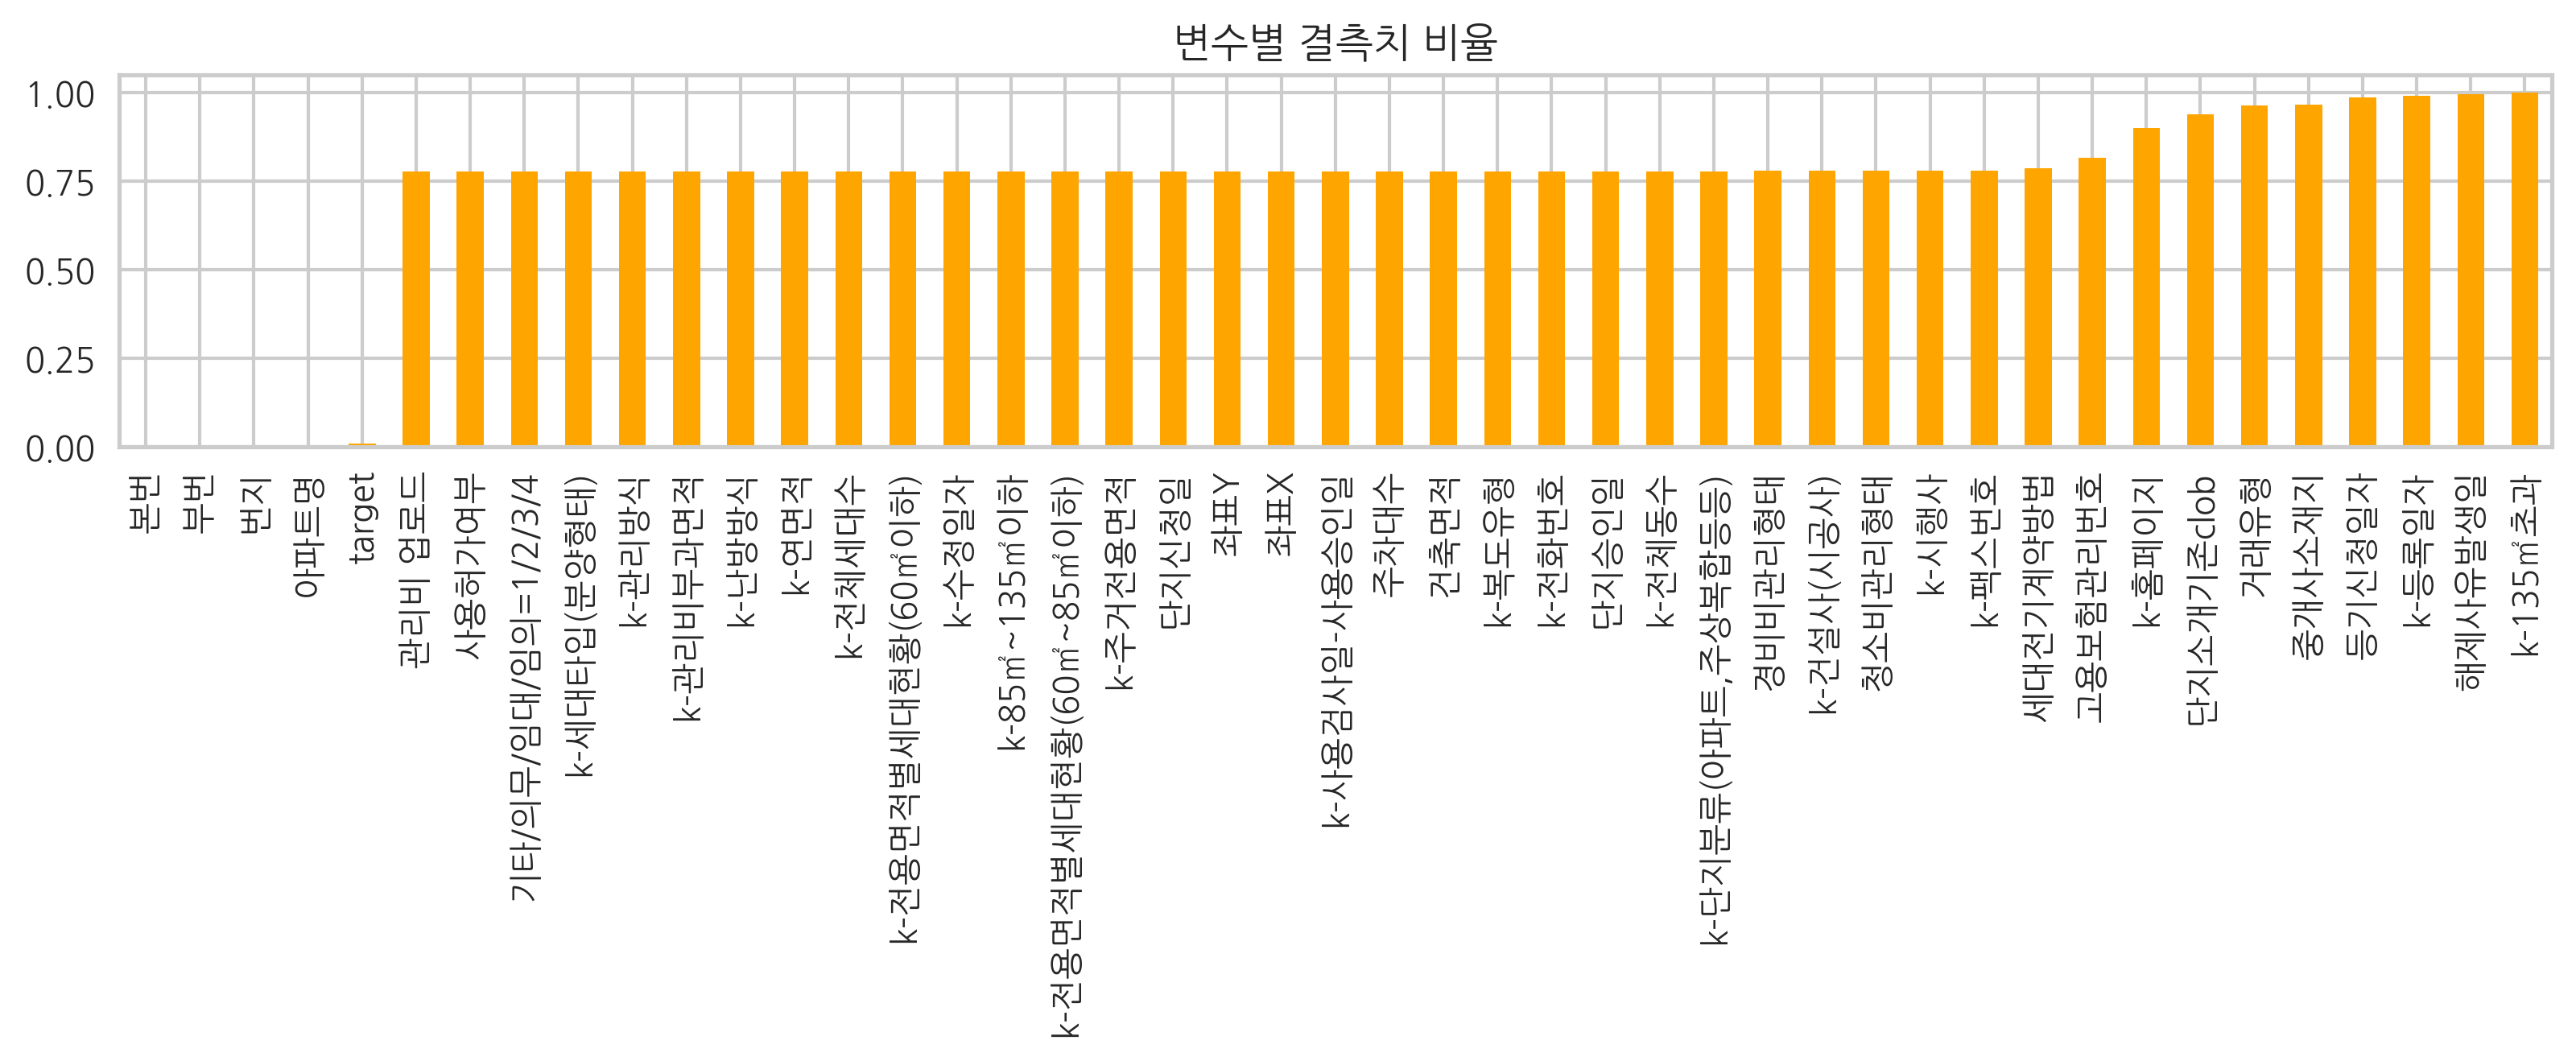 변수별 결측치 비율
1.00
0.75
0.50
0.25
0.00
본번
부번
번지
아파트명
target
관리비 업로드
사용허가여부
기타/의무/임대/임의=1/2/3/4
k-세대타입(분양형태)
k-관리방식
k-관리비부과면적
k-난방방식
k-연면적
k-전체세대수
k-전용면적별세대현황(60㎡이하)
k-수정일자
k-85㎡~135㎡이하
k-전용면적별세대현황(60㎡~85㎡이하)
k-주거전용면적
단지신청일
좌표Y
좌표X
k-사용검사일-사용승인일
주차대수
건축면적
k-복도유형
k-전화번호
단지승인일
k-전체동수
k-단지분류(아파트,주상복합등등)
경비비관리형태
k-건설사(시공사)
청소비관리형태
k-시행사
k-팩스번호
세대전기계약방법
고용보험관리번호
k-홈페이지
단지소개기존clob
거래유형
중개사소재지
등기신청일자
k-등록일자
해제사유발생일
k-135㎡초과